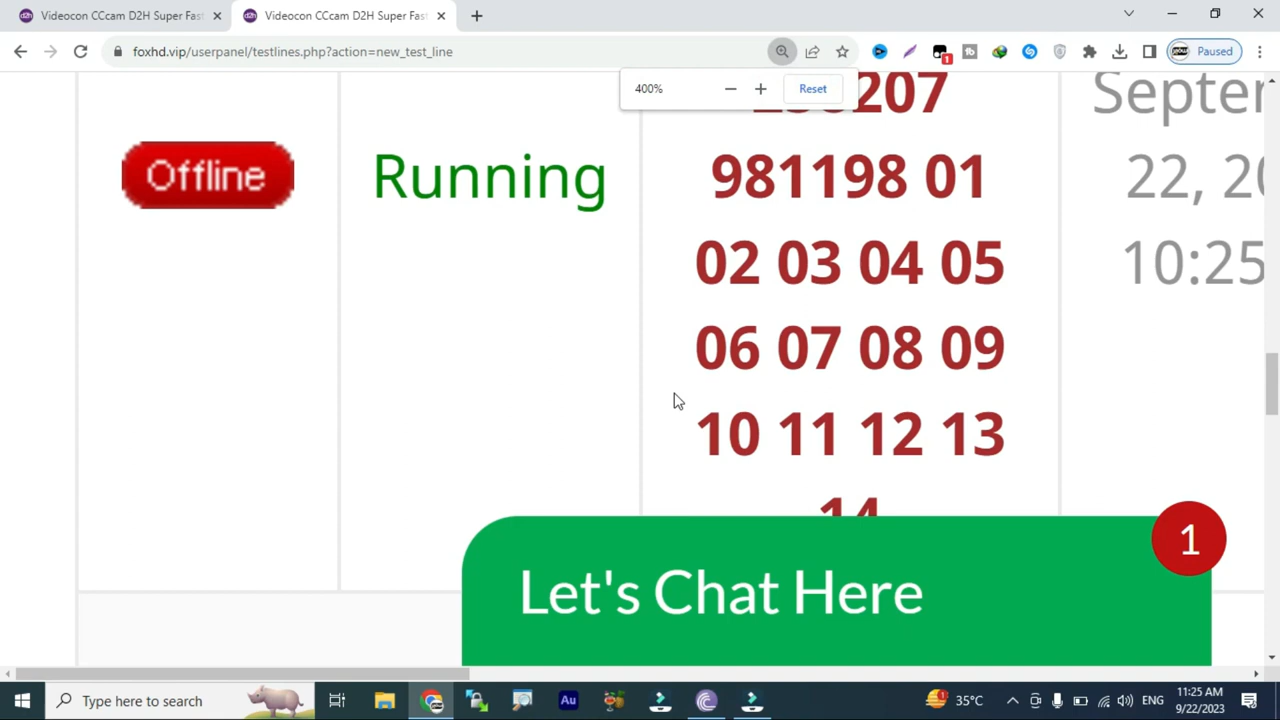 Videocon CCcam D2H Super Fast
Videocon CCcam D2H Super Fast
foxhd.vip/userpanel/testlines.php?action=new_test_line
Paused
400%
Reset
207
Septer
Offline
Running
981198 01
22, 20
02 03 04 05
10:25
06 07 08 09
10 11 12 13
14
Let's Chat Here
1
Type here to search
Au
35°C
ENG
11:25 AM
9/22/2023